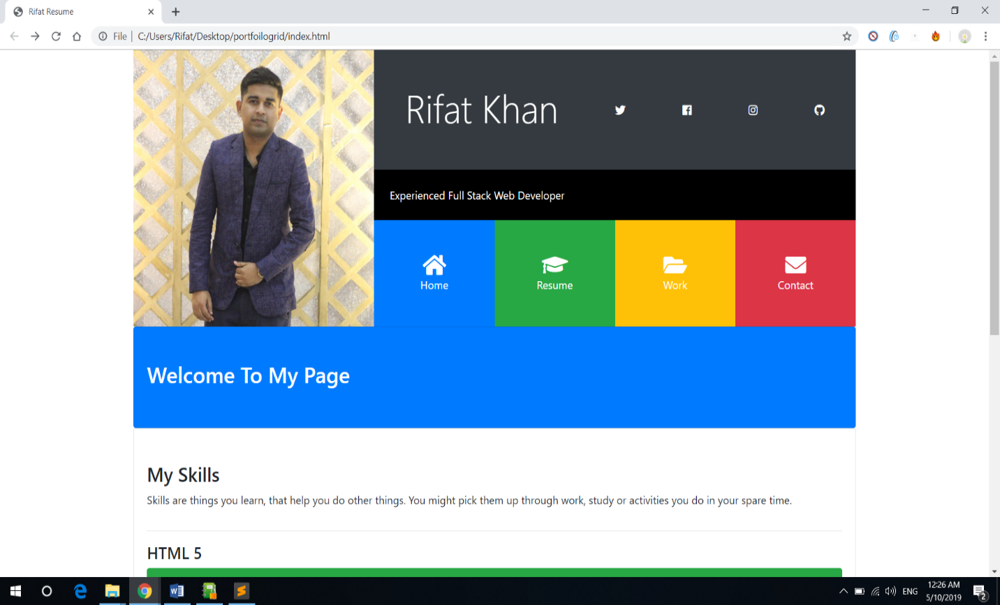 Rifat Resume
File
C:/Users/Rifat/Desktop/portfoilogrid/index.html
Rifat Khan
Experienced Full Stack Web Developer
Home
Resume
Work
Contact
Welcome To My Page
My Skills
Skills are things you learn, that help you do other things. You might pick them up through work, study or activities you do in your spare time.
HTML 5
ENG
12:26 AM
5/10/2019
2